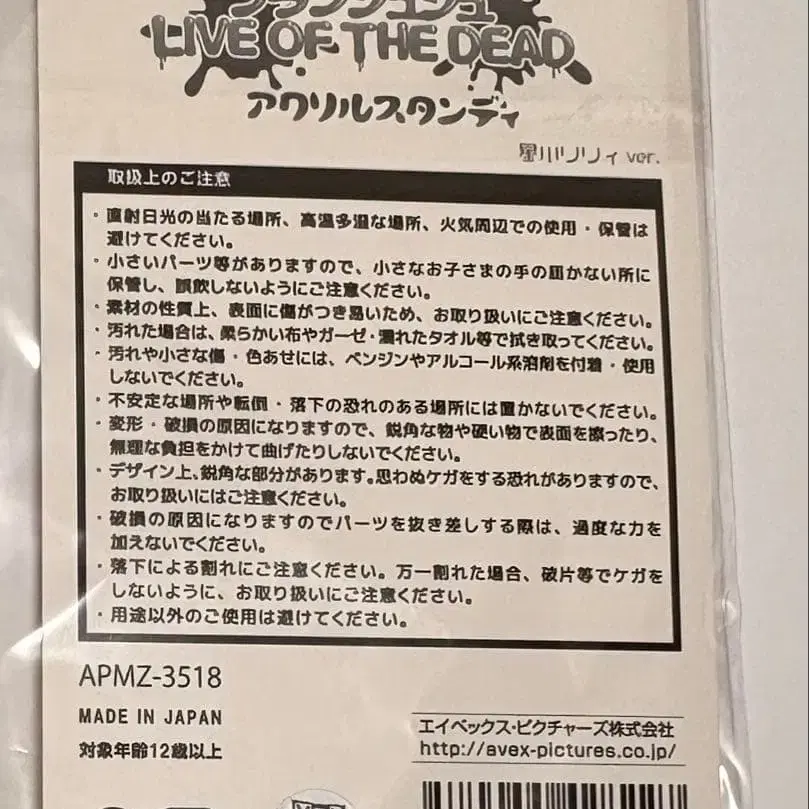 フランシュシュ
LIVE OF THE DEAD
アクリルスタンディ
星川リリィ ver.
取扱上のご注意
・直射日光の当たる場所、高温多湿な場所、火気周辺での使用・保管は
避けてください。
・小さいパーツ等がありますので、小さなお子さまの手の届かない所に
保管し、誤飲しないようにご注意ください。
・素材の性質上、表面に傷がつき易いため、お取り扱いにご注意ください。
・汚れた場合は、柔らかい布やガーゼ・濡れたタオル等で拭き取ってください。
・汚れや小さな傷・色あせには、ベンジンやアルコール系溶剤を付着・使用
しないでください。
・不安定な場所や転倒・落下の恐れのある場所には置かないでください。
・変形・破損の原因になりますので、鋭角な物や硬い物で表面を擦ったり、
無理な負担をかけて曲げたりしないでください。
・デザイン上、鋭角な部分があります。思わぬケガをする恐れがありますので、
お取り扱いにはご注意ください。
・破損の原因になりますのでパーツを抜き差しする際は、過度な力を
加えないでください。
・落下による割れにご注意ください。万一割れた場合、破片等でケガを
しないように、お取り扱いにご注意ください。
・用途以外のご使用は避けてください。
APMZ-3518
MADE IN JAPAN
対象年齢12歳以上
エイベックス・ピクチャーズ株式会社
http://avex-pictures.co.jp/